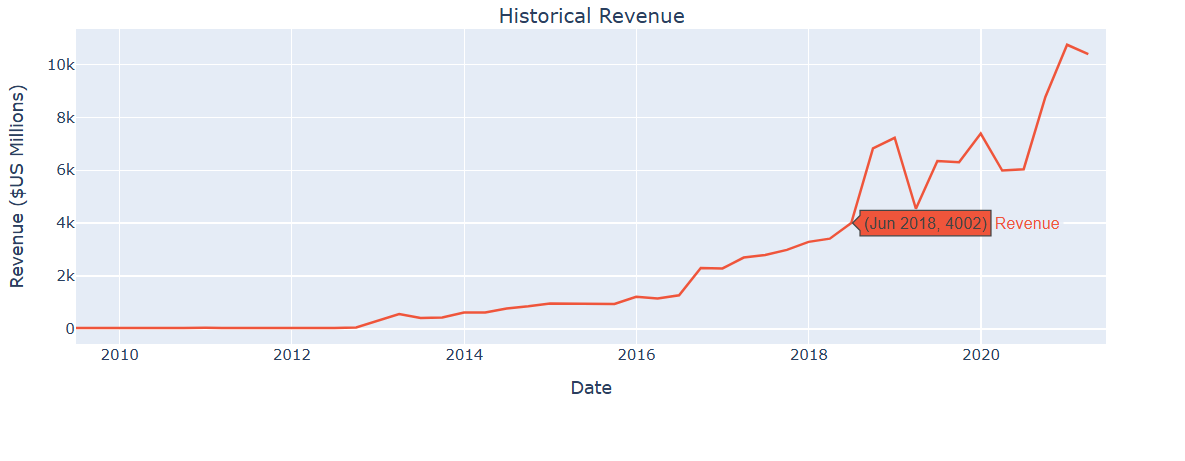 Historical Revenue
Revenue ($US Millions)
10k
8k
6k
4k
2k
0
(Jun 2018, 4002) Revenue
2010 2012 2014 2016 2018 2020
Date